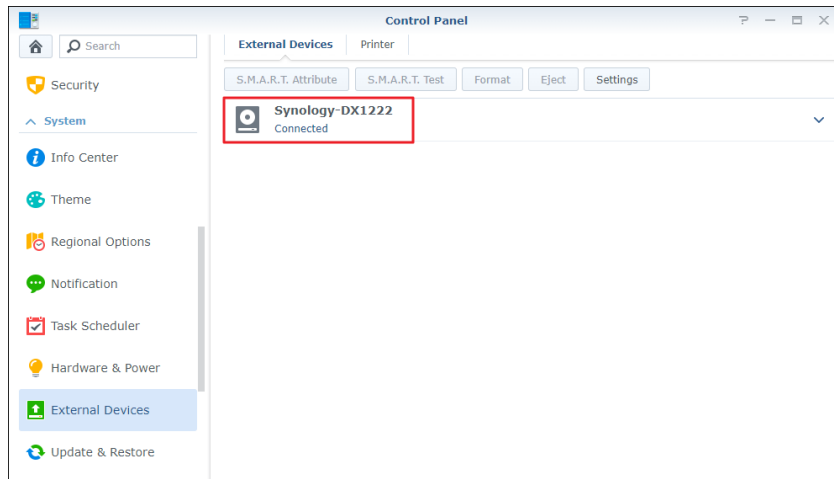 Control Panel
Search
Security
System
Info Center
Theme
Regional Options
Notification
Task Scheduler
Hardware & Power
External Devices
Update & Restore
External Devices Printer
S.M.A.R.T. Attribute S.M.A.R.T. Test Format Eject Settings
Synology-DX1222
Connected